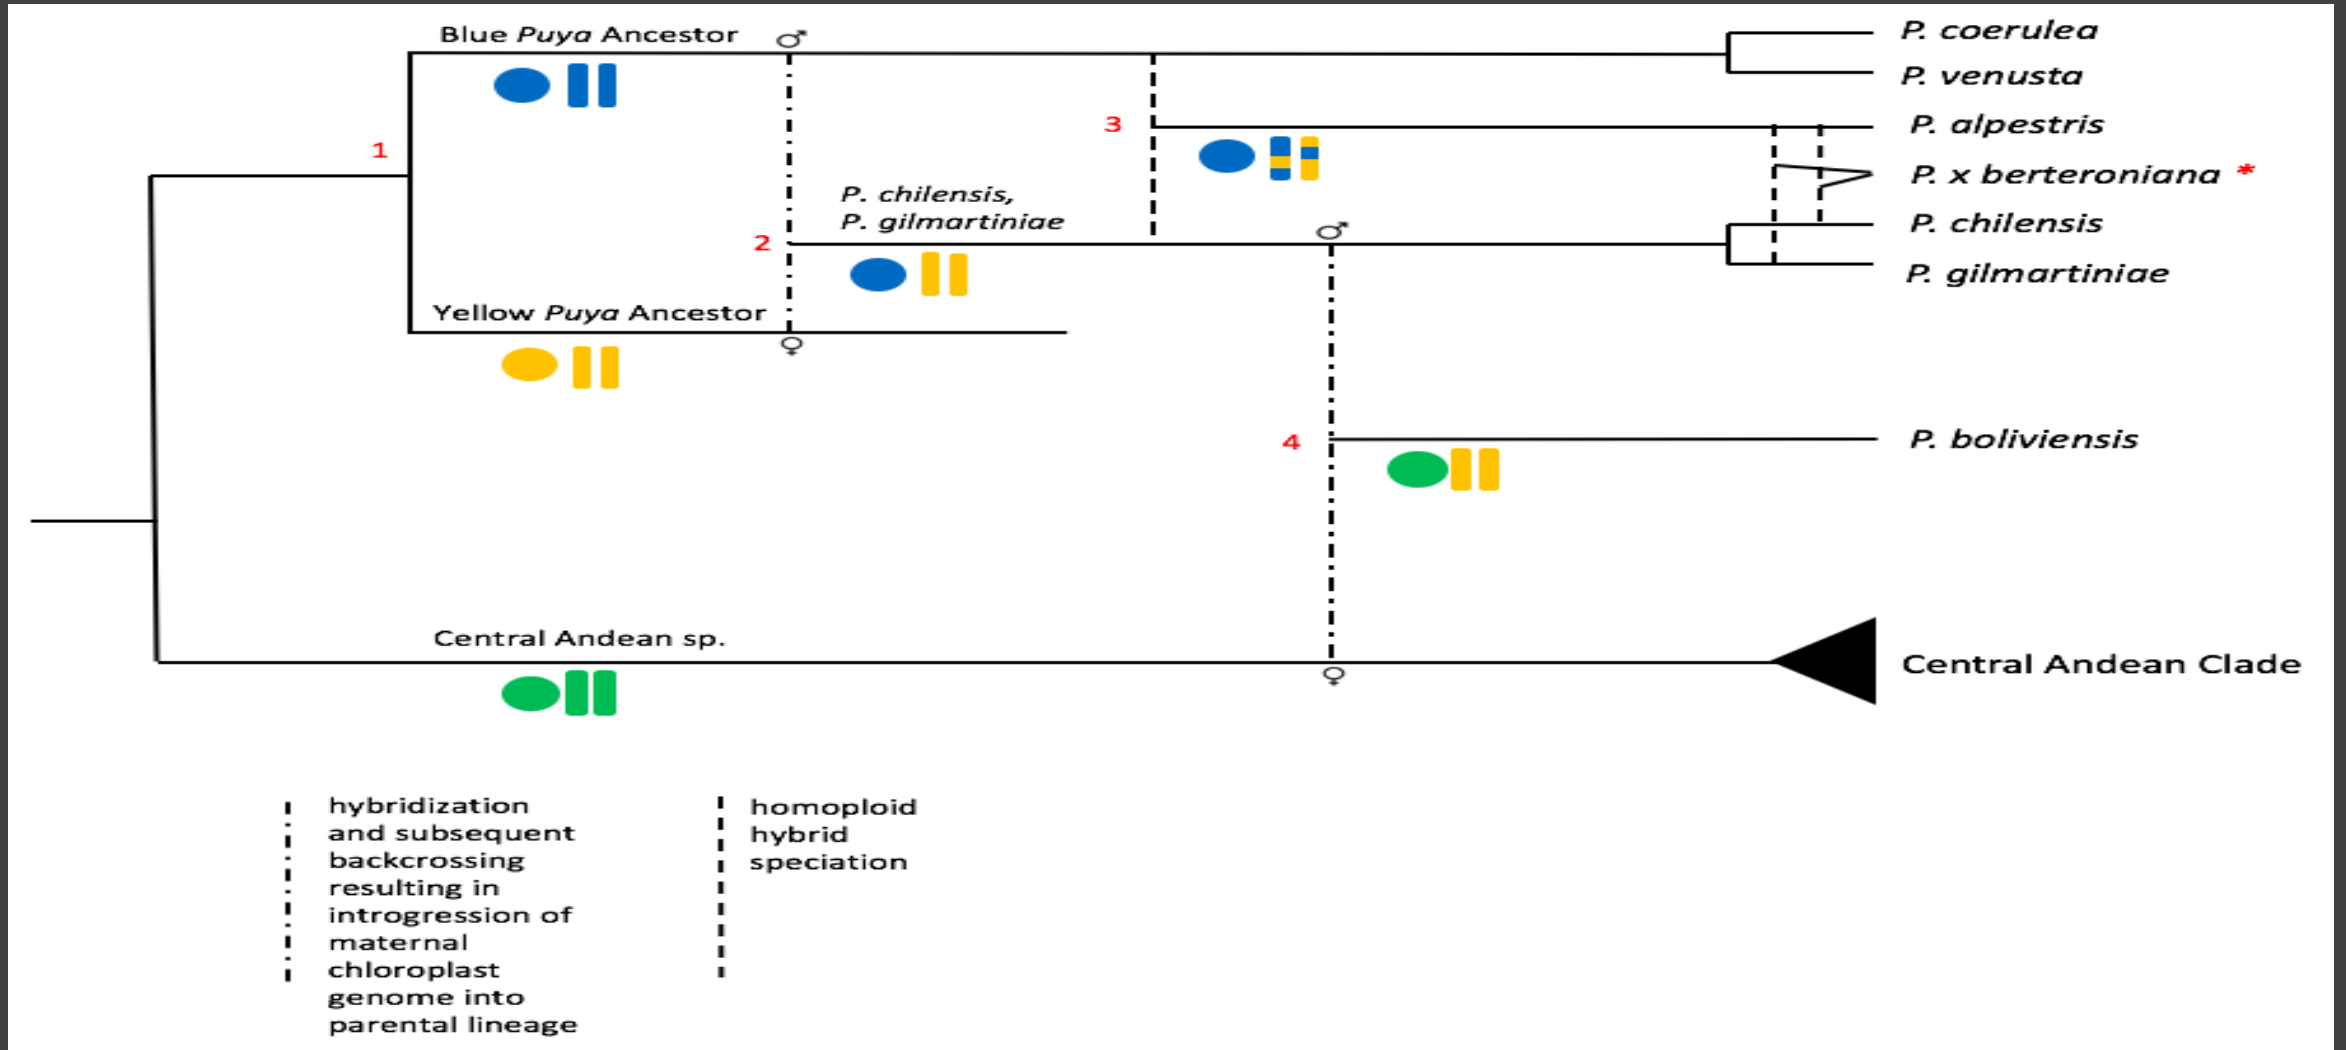 Blue Puya Ancestor ♂
P. coerulea
P. venusta
3
P. alpestris
1
P. x berteroniana *
P. chilensis,
P. gilmartiniae
♂
P. chilensis
2
P. gilmartiniae
Yellow Puya Ancestor
♀
4
P. boliviensis
Central Andean sp.
♀
Central Andean Clade
hybridization
and subsequent
backcrossing
resulting in
introgression of
maternal
chloroplast
genome into
parental lineage
homoploid
hybrid
speciation